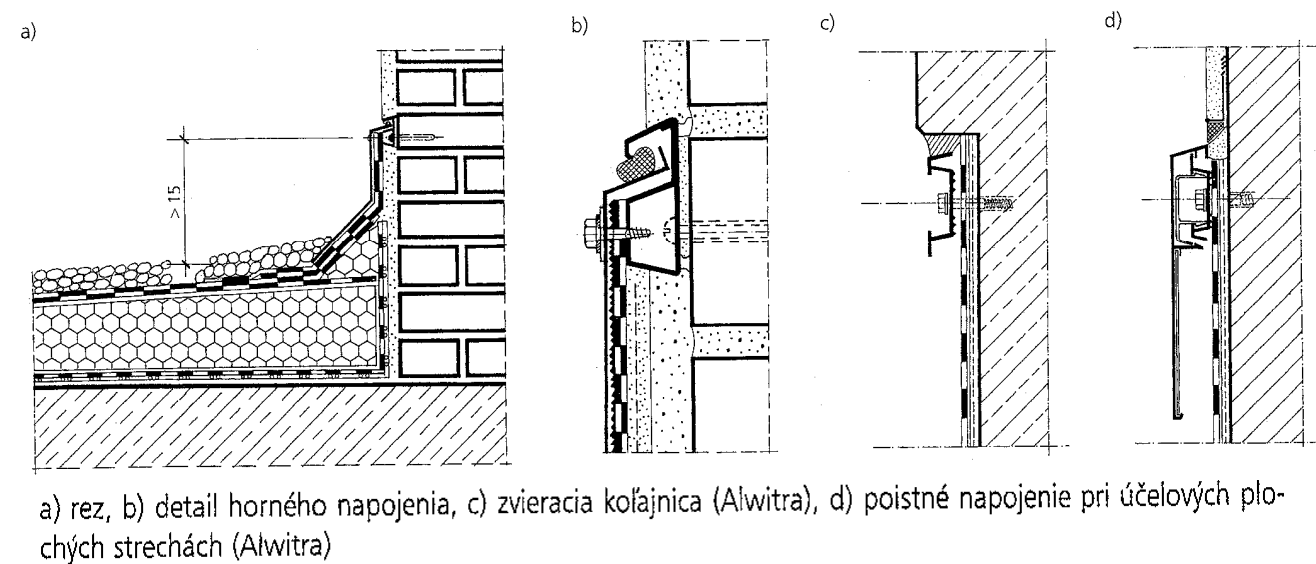 a)
b)
c)
d)
> 15
a) rez, b) detail horného napojenia, c) zvieracia koľajnica (Alwitra), d) poistné napojenie pri účelových plo-
chých strechách (Alwitra)